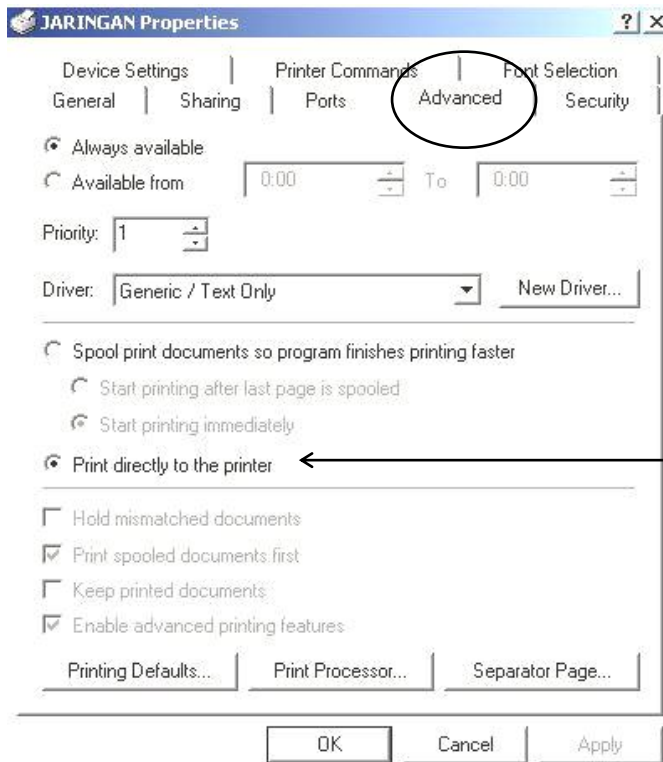 JARINGAN Properties
Device Settings Printer Commands Font Selection
General Sharing Ports Advanced Security
Always available
Available from 0:00 To 0:00
Priority: 1
Driver: Generic / Text Only New Driver...
Spool print documents so program finishes printing faster
Start printing after last page is spooled
Start printing immediately
Print directly to the printer
Hold mismatched documents
Print spooled documents first
Keep printed documents
Enable advanced printing features
Printing Defaults... Print Processor... Separator Page...
OK Cancel Apply